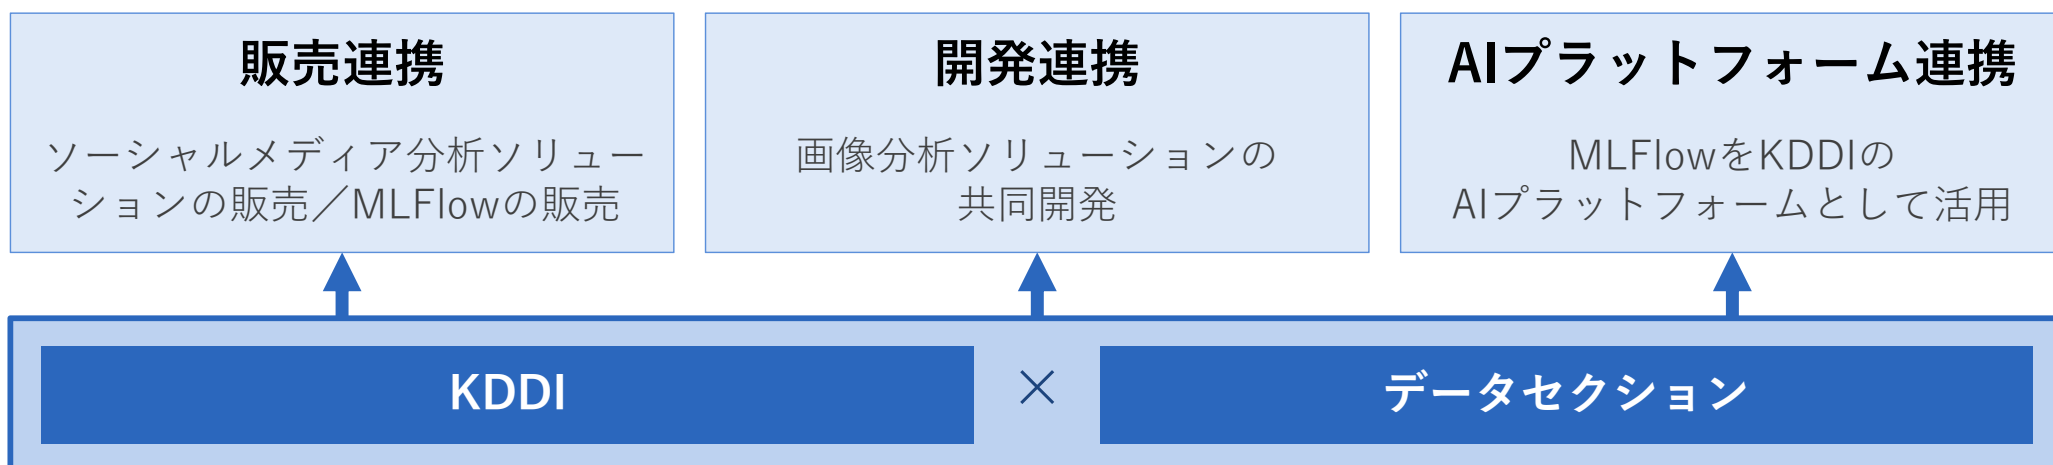 販売連携
ソーシャルメディア分析ソリュー
ションの販売／MLFlowの販売
開発連携
画像分析ソリューションの
共同開発
AIプラットフォーム連携
MLFlowをKDDIの
AIプラットフォームとして活用
KDDI
×
データセクション